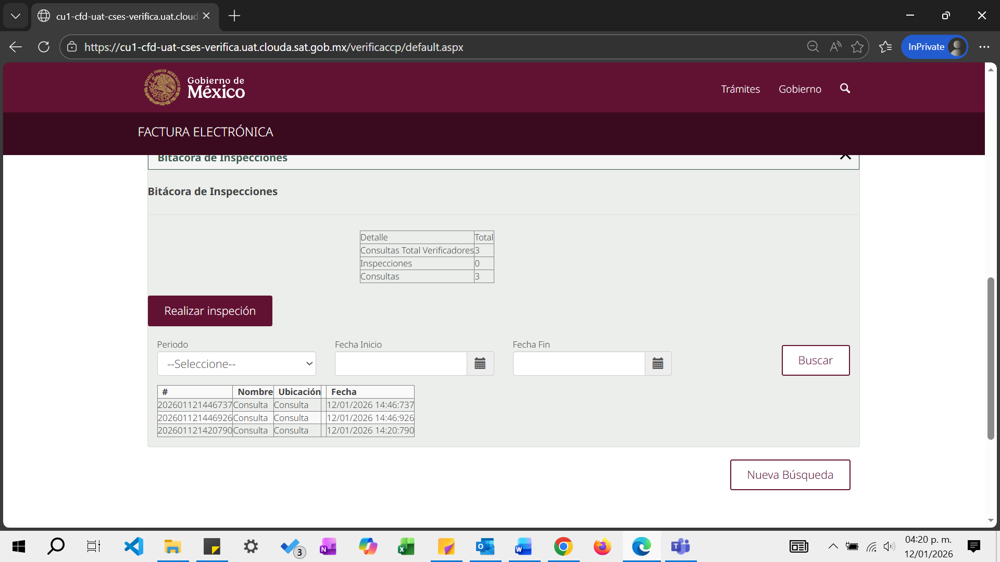 cu1-cfd-uat-cses-verifica.uat.cloud
https://cu1-cfd-uat-cses-verifica.uat.clouda.sat.gob.mx/verificaccp/default.aspx
InPrivate
Gobierno de
México
Trámites
Gobierno
FACTURA ELECTRÓNICA
Bitácora de Inspecciones
Bitácora de Inspecciones
Detalle Total
Consultas Total Verificadores 3
Inspecciones 0
Consultas 3
Realizar inspeción
Periodo
Fecha Inicio
Fecha Fin
--Seleccione--
Buscar
# Nombre Ubicación Fecha
202601121446737 Consulta Consulta 12/01/2026 14:46:737
202601121446926 Consulta Consulta 12/01/2026 14:46:926
202601121420790 Consulta Consulta 12/01/2026 14:20:790
Nueva Búsqueda
3
04:20 p. m.
12/01/2026